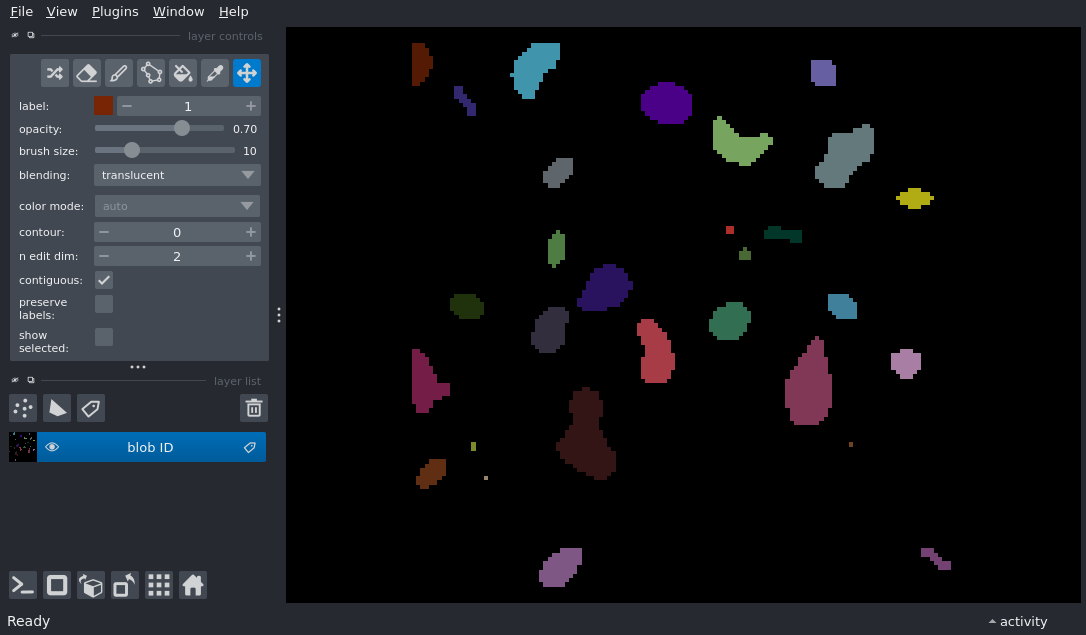 File View Plugins Window Help
layer controls
label: 1
opacity: 0.70
brush size: 10
blending: translucent
color mode: auto
contour: 0
n edit dim: 2
contiguous:
preserve
labels:
show
selected:
layer list
blob ID
Ready
activity